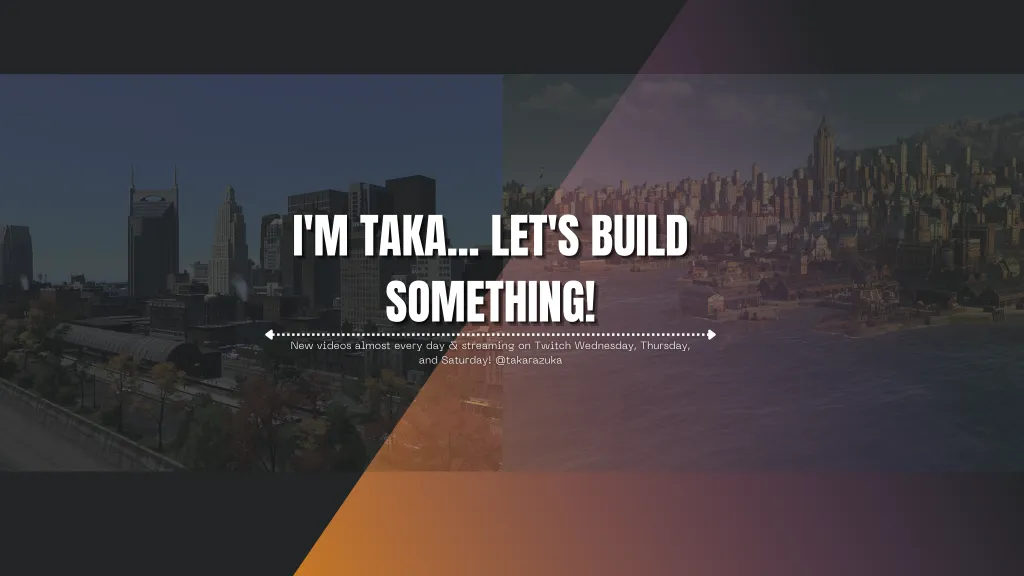 I'M TAKA... LET'S BUILD
SOMETHING!
New videos almost every day & streaming on Twitch Wednesday, Thursday,
and Saturday! @takarazuka